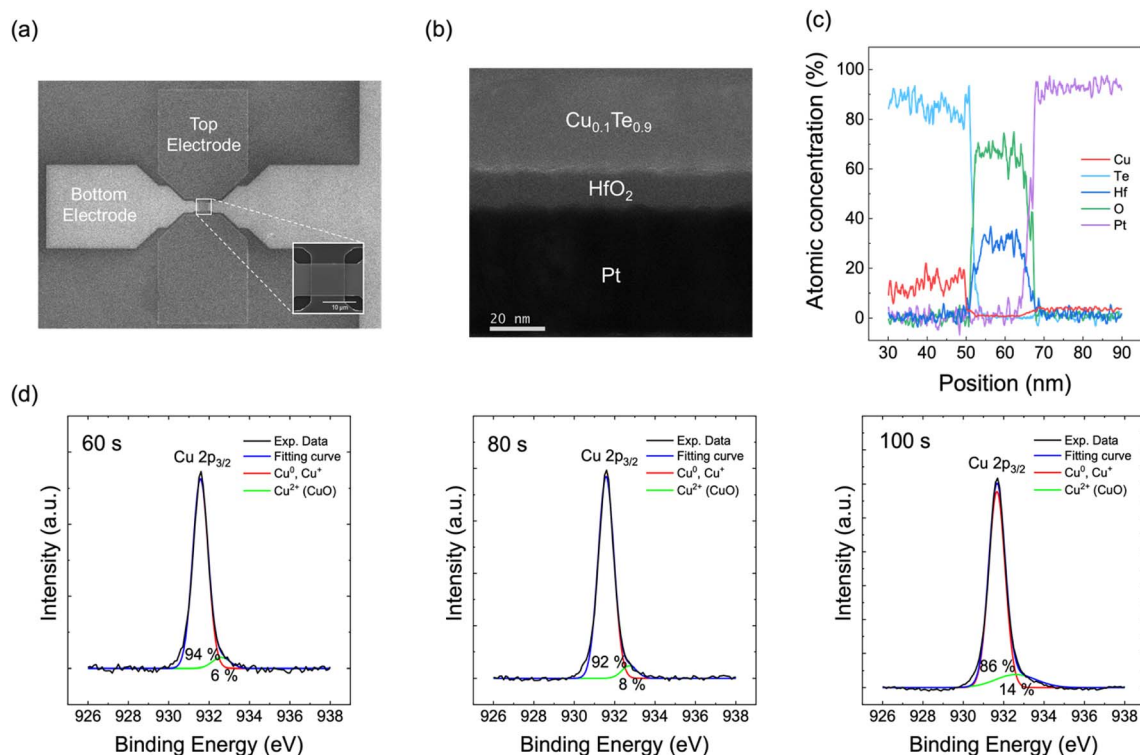 (a)
Top
Electrode
Bottom
Electrode
10 μm
(b)
Cu0.1Te0.9
HfO2
Pt
20 nm
(c)
Atomic concentration (%)
100
80
60
40
20
0
30 40 50 60 70 80 90
Position (nm)
Cu
Te
Hf
O
Pt
(d)
60 s
Cu 2p3/2
Exp. Data
Fitting curve
Cu0, Cu+
Cu2+ (CuO)
94 %
6 %
Intensity (a.u.)
926 928 930 932 934 936 938
Binding Energy (eV)
80 s
Cu 2p3/2
Exp. Data
Fitting curve
Cu0, Cu+
Cu2+ (CuO)
92 %
8 %
Intensity (a.u.)
926 928 930 932 934 936 938
Binding Energy (eV)
100 s
Cu 2p3/2
Exp. Data
Fitting curve
Cu0, Cu+
Cu2+ (CuO)
86 %
14 %
Intensity (a.u.)
926 928 930 932 934 936 938
Binding Energy (eV)